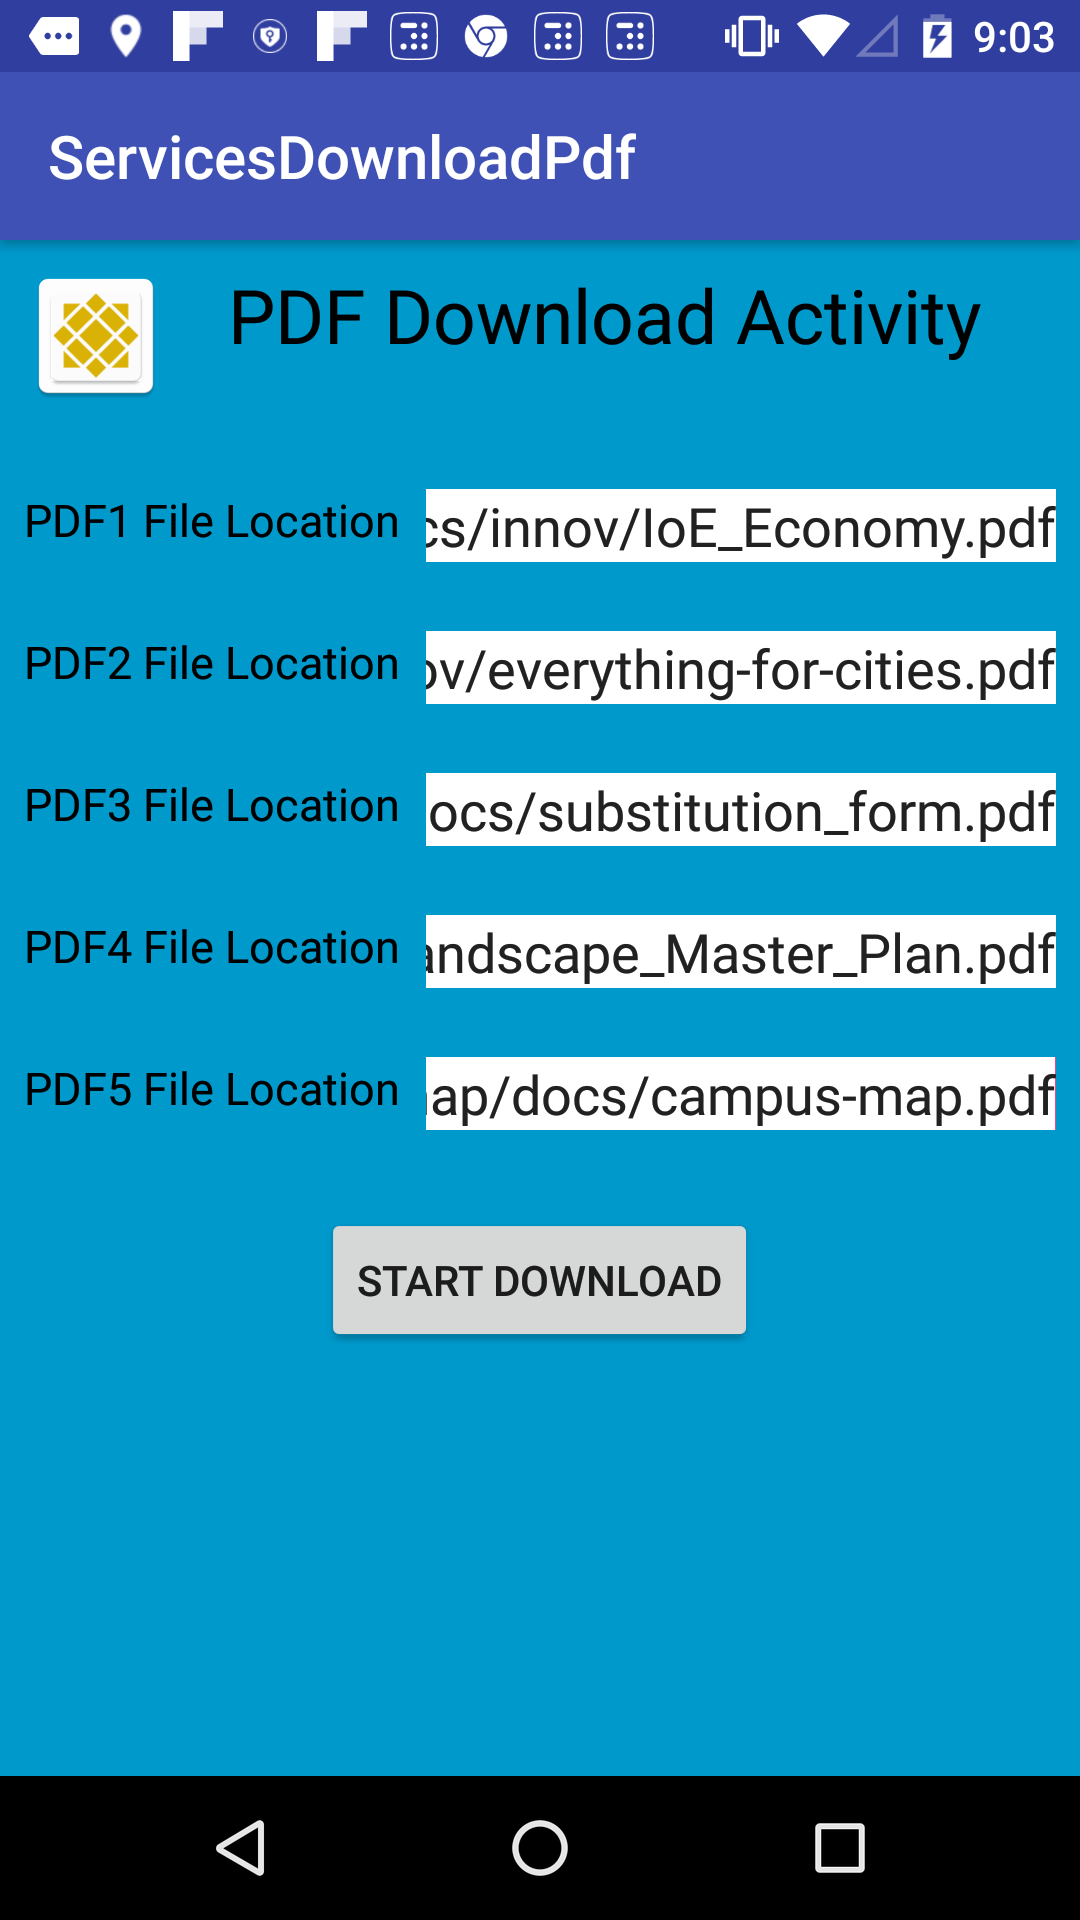 9:03
ServicesDownloadPdf
PDF Download Activity
PDF1 File Location cs/innov/IoE_Economy.pdf
PDF2 File Location ov/everything-for-cities.pdf
PDF3 File Location ocs/substitution_form.pdf
PDF4 File Location andscape_Master_Plan.pdf
PDF5 File Location ap/docs/campus-map.pdf
START DOWNLOAD